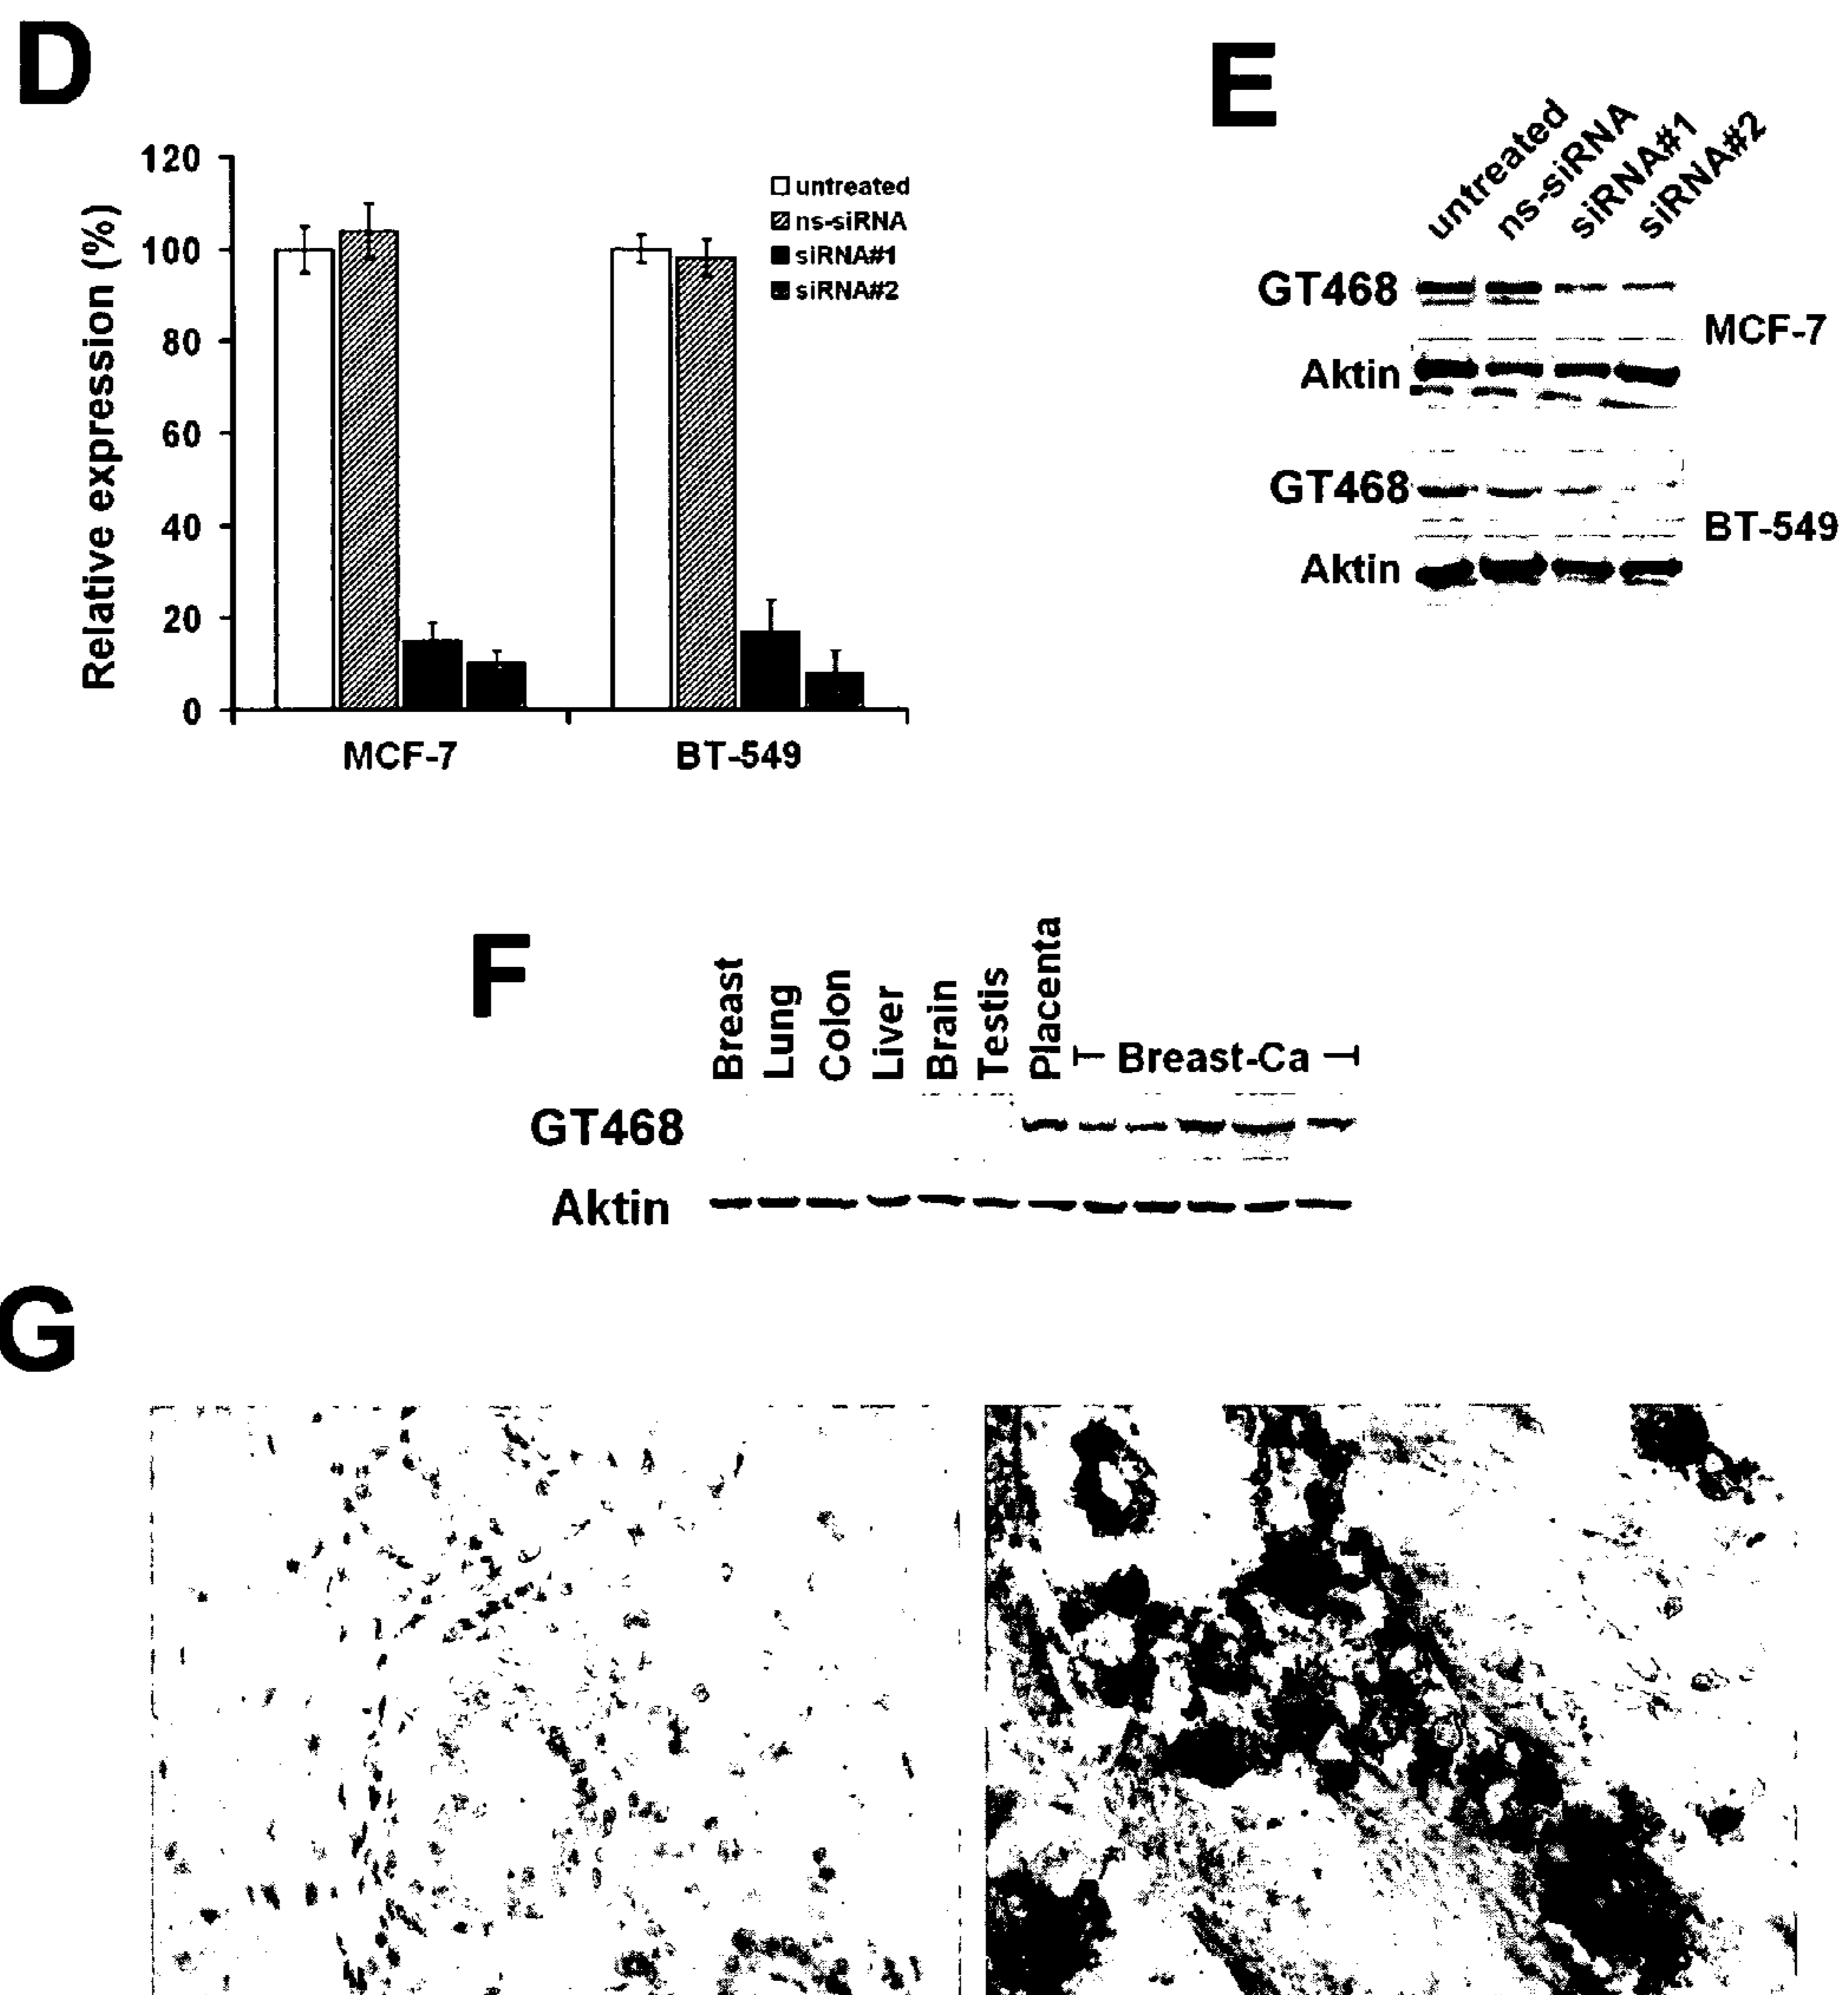 D
120
100
80
60
40
20
0
Relative expression (%)
untreated
ns-siRNA
siRNA#1
siRNA#2
MCF-7
BT-549
E
untreated
ns-siRNA
siRNA#1
siRNA#2
GT468
MCF-7
Aktin
GT468
BT-549
Aktin
F
Breast
Lung
Colon
Liver
Brain
Testis
Placenta
Breast-Ca
GT468
Aktin
G